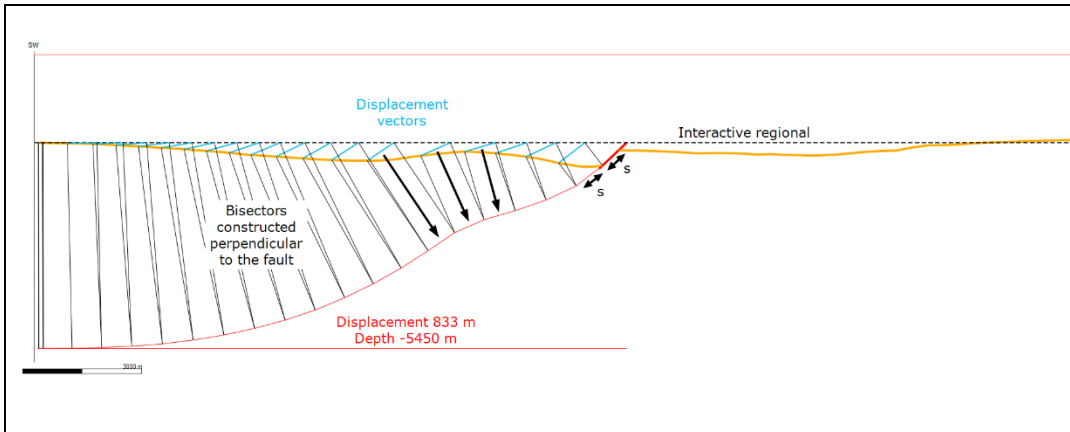 SW
Displacement
vectors
Interactive regional
s
s
Bisectors
constructed
perpendicular
to the fault
Displacement 833 m
Depth -5450 m
3000 m